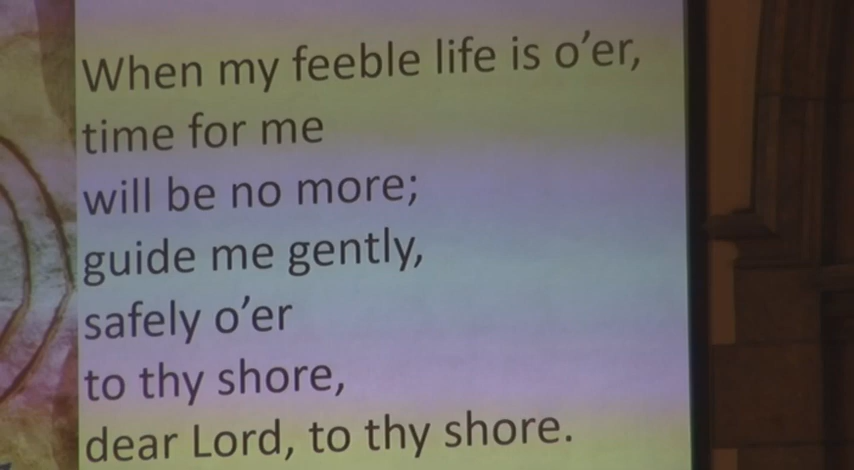 When my feeble life is o’er,
time for me
will be no more;
guide me gently,
safely o’er
to thy shore,
dear Lord, to thy shore.